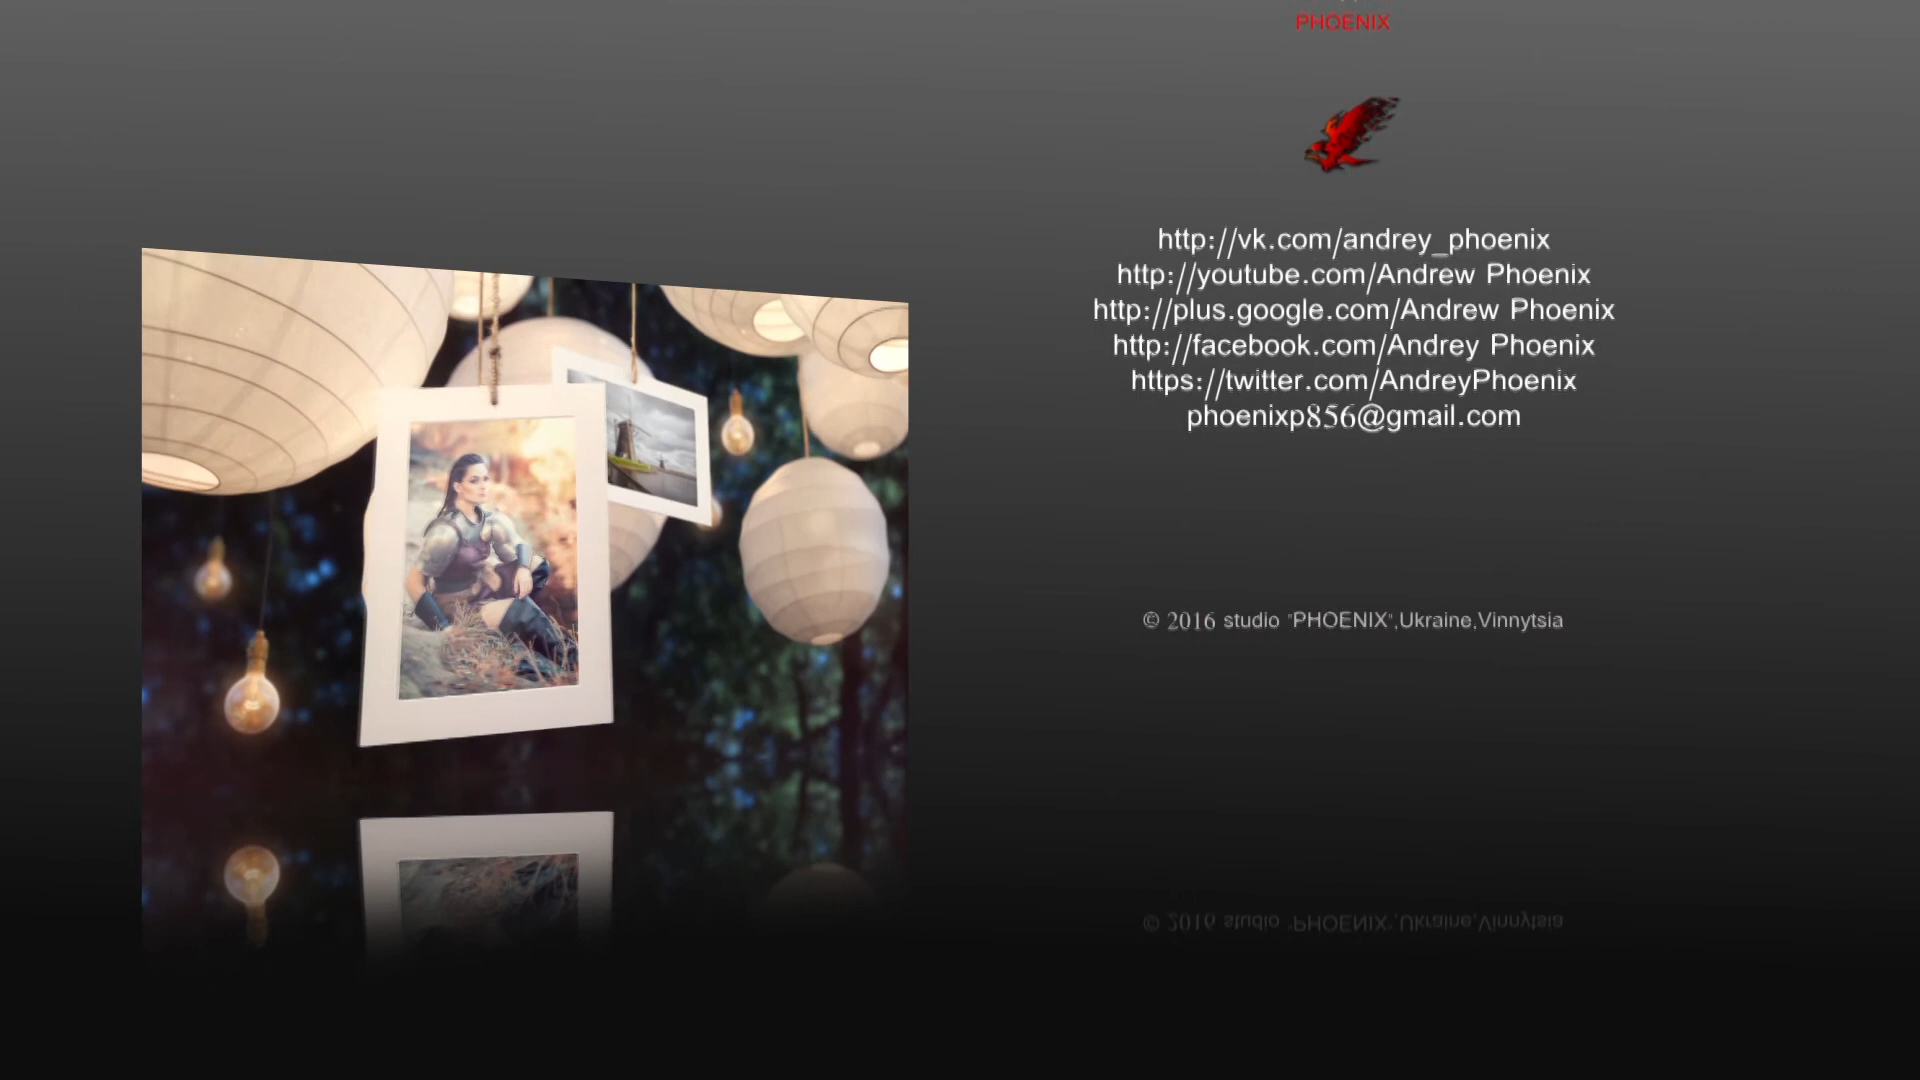 PHOENIX
http://vk.com/andrey_phoenix
http://youtube.com/Andrew Phoenix
http://plus.google.com/Andrew Phoenix
http://facebook.com/Andrey Phoenix
https://twitter.com/AndreyPhoenix
phoenixp856@gmail.com
© 2016 studio "PHOENIX",Ukraine,Vinnytsia